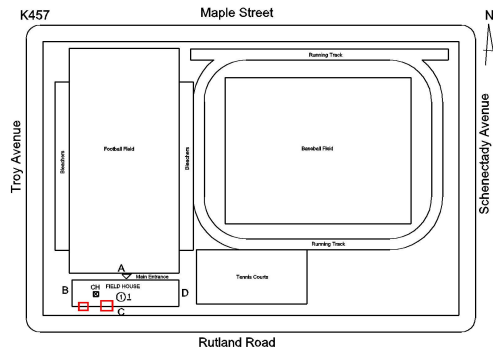 K457
Maple Street
N
Running Track
Troy Avenue
Bleachers
Football Field
Bleachers
Baseball Field
Schenectady Avenue
Running Track
A
Main Entrance
B
CH
FIELD HOUSE
1 1
D
C
Tennis Courts
Rutland Road